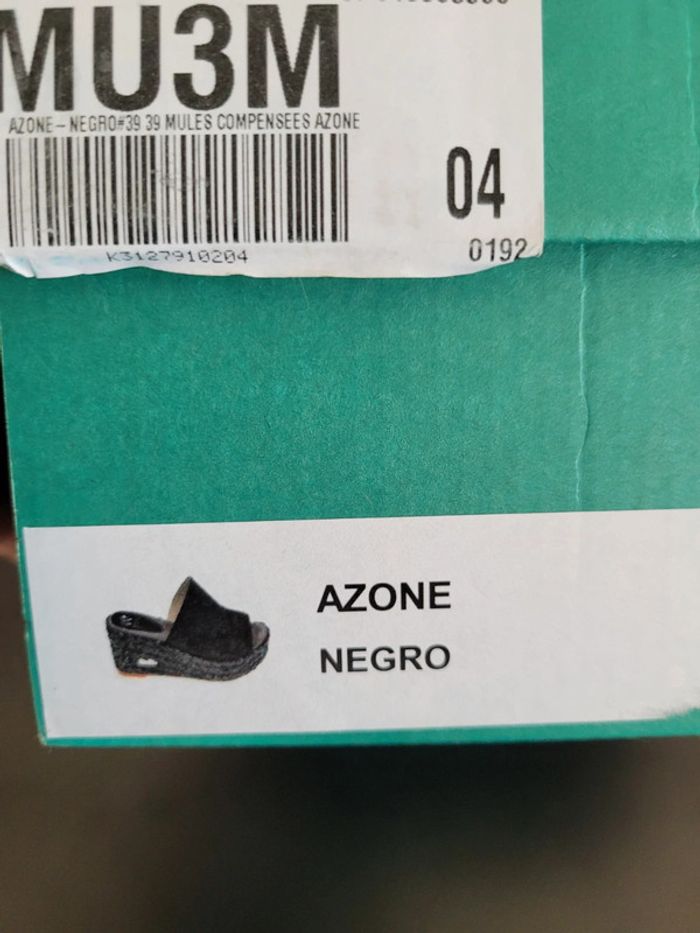 MU3M
AZONE-NEGRO#39 39 MULES COMPENSEES AZONE
04
K3127910204
0192
AZONE
NEGRO